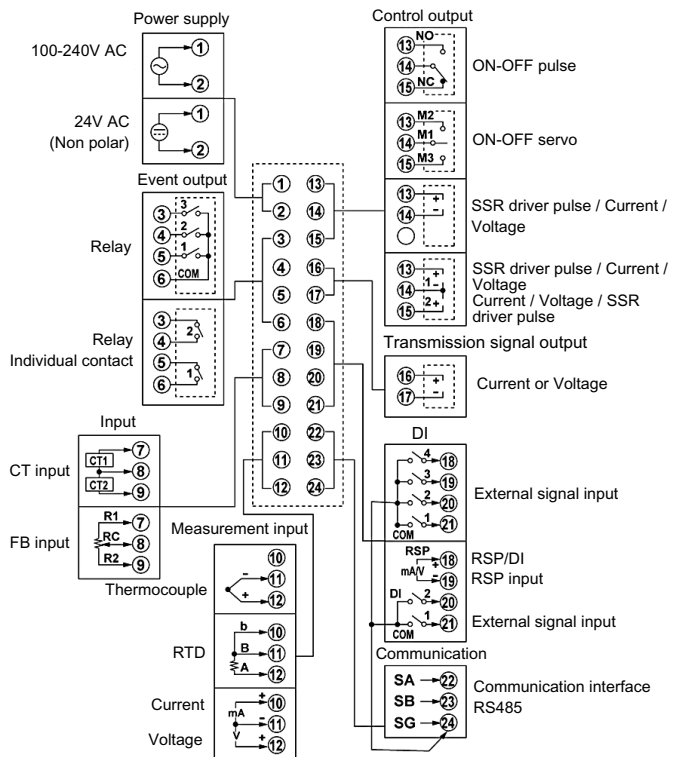 Power supply
100-240V AC
1
2
24V AC
(Non polar)
1
2
Event output
Relay
3 3
4 2
5 1
6 COM
Relay
Individual contact
3
4 2
5
6 1
Input
CT input
CT1 7
8
CT2 9
FB input
R1 7
RC 8
R2 9
Measurement input
Thermocouple
10
- 11
+ 12
RTD
b 10
B 11
A 12
Current
Voltage
+ 10
mA
- 11
V
+ 12
1 13
2 14
3 15
4 16
5 17
6 18
7 19
8 20
9 21
10 22
11 23
12 24
Control output
13 NO
14
15 NC
ON-OFF pulse
13 M2
14 M1
15 M3
ON-OFF servo
13 +
14 -
SSR driver pulse / Current /
Voltage
13 +
14 1 -
15 2 +
SSR driver pulse / Current /
Voltage
Current / Voltage / SSR
driver pulse
Transmission signal output
16 +
17 -
Current or Voltage
DI
4 18
3 19
2 20
1 21
COM
External signal input
RSP 18
mA/V +
- 19
RSP/DI
RSP input
DI 2 20
1 21
COM
External signal input
Communication
SA 22
SB 23
SG 24
Communication interface
RS485